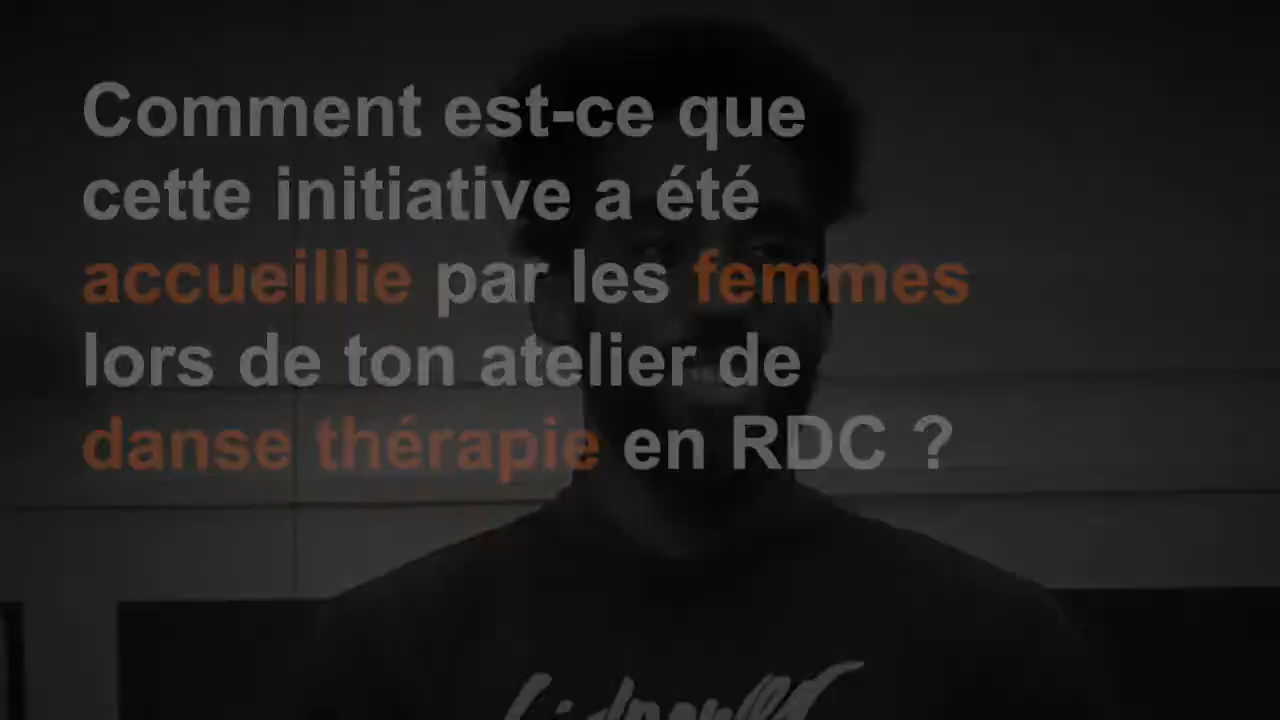 Comment est-ce que
cette initiative a été
accueillie par les femmes
lors de ton atelier de
danse thérapie en RDC ?